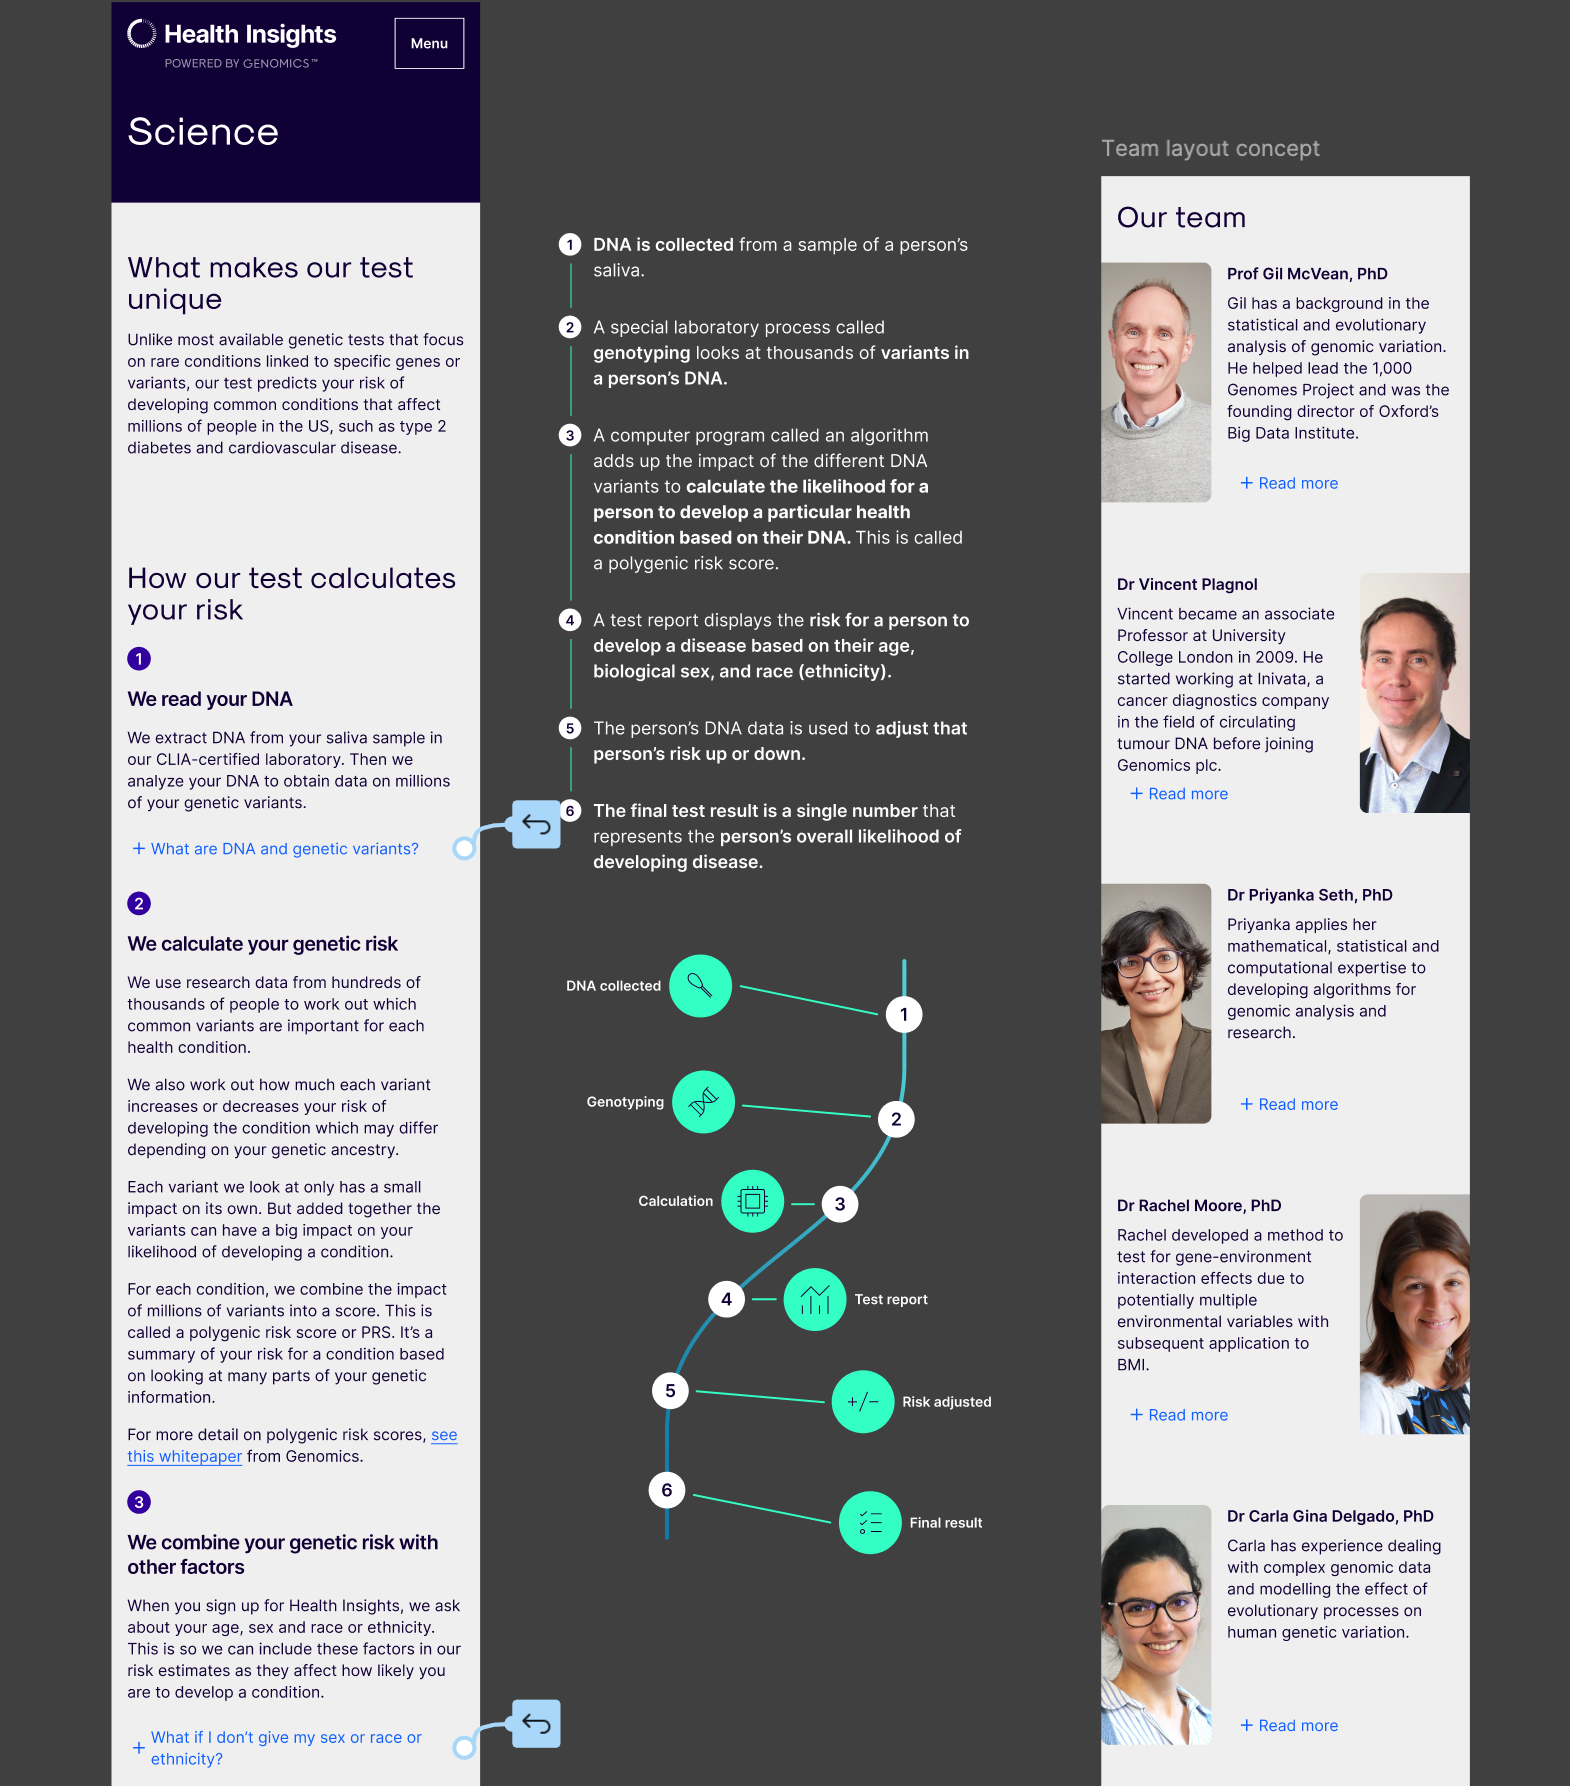 Health Insights
POWERED BY GENOMICS™
Menu
Science
What makes our test
unique
Unlike most available genetic tests that focus
on rare conditions linked to specific genes or
variants, our test predicts your risk of
developing common conditions that affect
millions of people in the US, such as type 2
diabetes and cardiovascular disease.
How our test calculates
your risk
1
We read your DNA
We extract DNA from your saliva sample in
our CLIA-certified laboratory. Then we
analyze your DNA to obtain data on millions
of your genetic variants.
+ What are DNA and genetic variants?
2
We calculate your genetic risk
We use research data from hundreds of
thousands of people to work out which
common variants are important for each
health condition.
We also work out how much each variant
increases or decreases your risk of
developing the condition which may differ
depending on your genetic ancestry.
Each variant we look at only has a small
impact on its own. But added together the
variants can have a big impact on your
likelihood of developing a condition.
For each condition, we combine the impact
of millions of variants into a score. This is
called a polygenic risk score or PRS. It's a
summary of your risk for a condition based
on looking at many parts of your genetic
information.
For more detail on polygenic risk scores, see
this whitepaper from Genomics.
3
We combine your genetic risk with
other factors
When you sign up for Health Insights, we ask
about your age, sex and race or ethnicity.
This is so we can include these factors in our
risk estimates as they affect how likely you
are to develop a condition.
+ What if I don't give my sex or race or
ethnicity?
1 DNA is collected from a sample of a person's
saliva.
2 A special laboratory process called
genotyping looks at thousands of variants in
a person's DNA.
3 A computer program called an algorithm
adds up the impact of the different DNA
variants to calculate the likelihood for a
person to develop a particular health
condition based on their DNA. This is called
a polygenic risk score.
4 A test report displays the risk for a person to
develop a disease based on their age,
biological sex, and race (ethnicity).
5 The person's DNA data is used to adjust that
person's risk up or down.
6 The final test result is a single number that
represents the person's overall likelihood of
developing disease.
DNA collected
1
Genotyping
2
Calculation
3
4
Test report
5
+/−
Risk adjusted
6
Final result
Team layout concept
Our team
Prof Gil McVean, PhD
Gil has a background in the
statistical and evolutionary
analysis of genomic variation.
He helped lead the 1,000
Genomes Project and was the
founding director of Oxford's
Big Data Institute.
+ Read more
Dr Vincent Plagnol
Vincent became an associate
Professor at University
College London in 2009. He
started working at Inivata, a
cancer diagnostics company
in the field of circulating
tumour DNA before joining
Genomics plc.
+ Read more
Dr Priyanka Seth, PhD
Priyanka applies her
mathematical, statistical and
computational expertise to
developing algorithms for
genomic analysis and
research.
+ Read more
Dr Rachel Moore, PhD
Rachel developed a method to
test for gene-environment
interaction effects due to
potentially multiple
environmental variables with
subsequent application to
BMI.
+ Read more
Dr Carla Gina Delgado, PhD
Carla has experience dealing
with complex genomic data
and modelling the effect of
evolutionary processes on
human genetic variation.
+ Read more